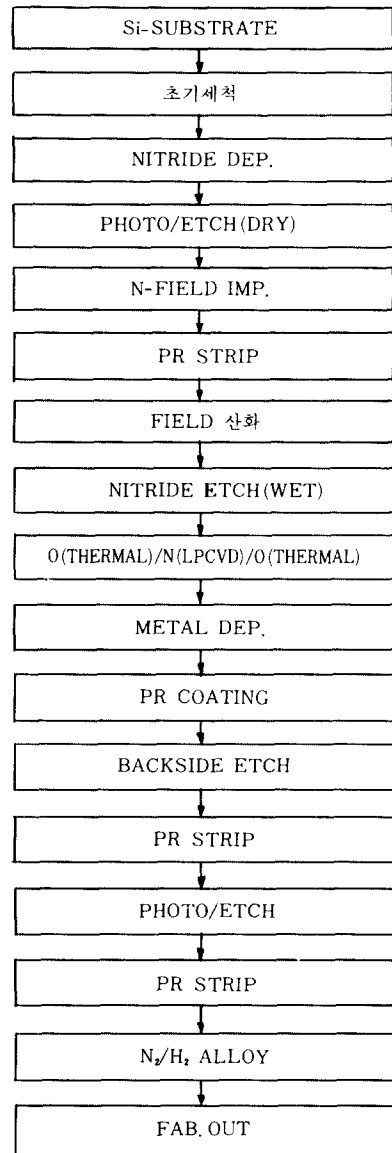 Si-SUBSTRATE
초기세척
NITRIDE DEP.
PHOTO/ETCH(DRY)
N-FIELD IMP.
PR STRIP
FIELD 산화
NITRIDE ETCH(WET)
O(THERMAL)/N(LPCVD)/O(THERMAL)
METAL DEP.
PR COATING
BACKSIDE ETCH
PR STRIP
PHOTO/ETCH
PR STRIP
N₂/H₂ ALLOY
FAB. OUT